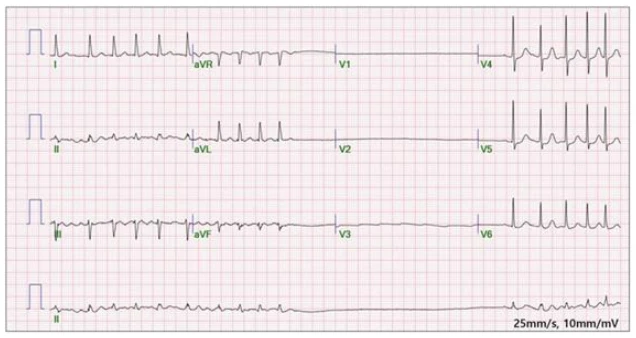 I aVR V1 V4
II aVL V2 V5
III aVF V3 V6
II
25mm/s, 10mm/mV